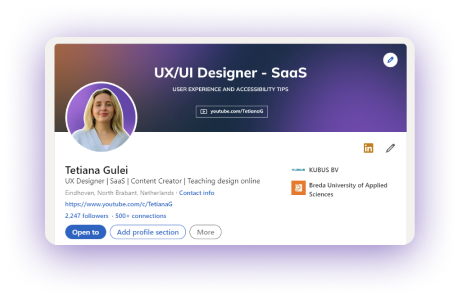 UX/UI Designer - SaaS
USER EXPERIENCE AND ACCESSIBILITY TIPS
youtube.com/TetianaG
in
Tetiana Gulei
UX Designer | SaaS | Content Creator | Teaching design online
Eindhoven, North Brabant, Netherlands · Contact info
https://www.youtube.com/c/TetianaG
2,247 followers · 500+ connections
Open to
Add profile section
More
KUBUS KUBUS BV
Breda University of Applied
Sciences